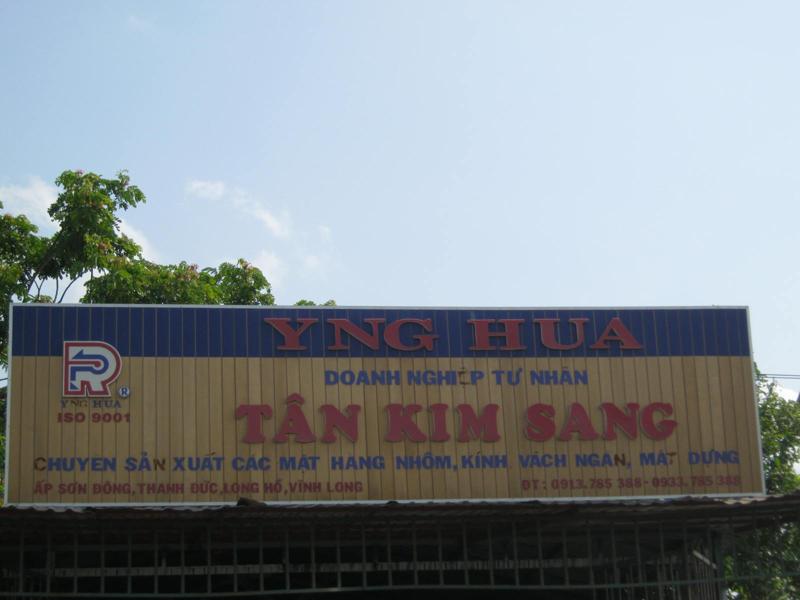 YNG HUA
R ®
YNG HUA
ISO 9001
DOANH NGHIỆP TƯ NHÂN
TÂN KIM SANG
CHUYEN SẢN XUẤT CÁC MẶT HÀNG NHÔM, KÍNH VÁCH NGAN, MẶT DỰNG
ẤP SƠN ĐÔNG, THANH ĐỨC, LONG HỒ, VĨNH LONG
ĐT : 0913.785 388 - 0933.785 388